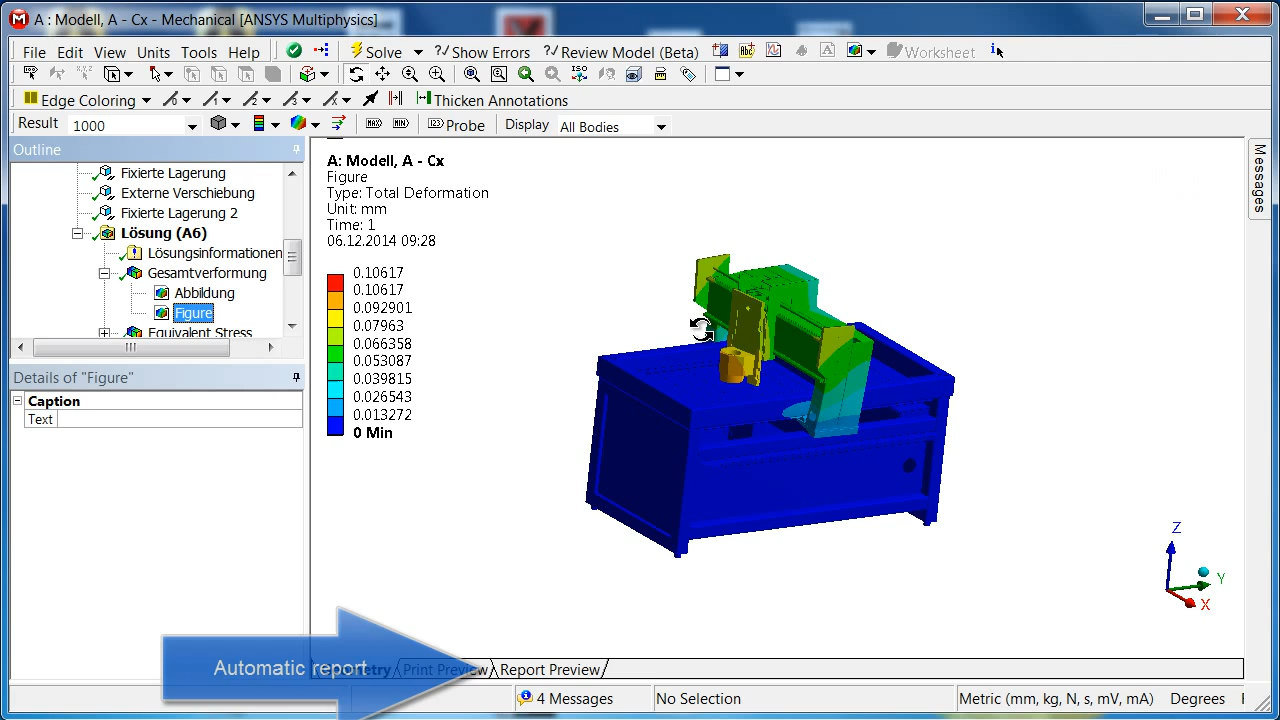 A : Modell, A - Cx - Mechanical [ANSYS Multiphysics]
File Edit View Units Tools Help Solve ?/Show Errors ?/Review Model (Beta) Worksheet
Edge Coloring Thicken Annotations
Result 1000 MAX MIN Probe Display All Bodies
Outline
Fixierte Lagerung
Externe Verschiebung
Fixierte Lagerung 2
Lösung (A6)
Lösungsinformationen
Gesamtverformung
Abbildung
Figure
Equivalent Stress
Details of "Figure"
Caption
Text
A: Modell, A - Cx
Figure
Type: Total Deformation
Unit: mm
Time: 1
06.12.2014 09:28
0.10617
0.10617
0.092901
0.07963
0.066358
0.053087
0.039815
0.026543
0.013272
0 Min
Messages
Z
Y
X
Automatic report
Geometry Print Preview Report Preview
4 Messages No Selection Metric (mm, kg, N, s, mV, mA) Degrees